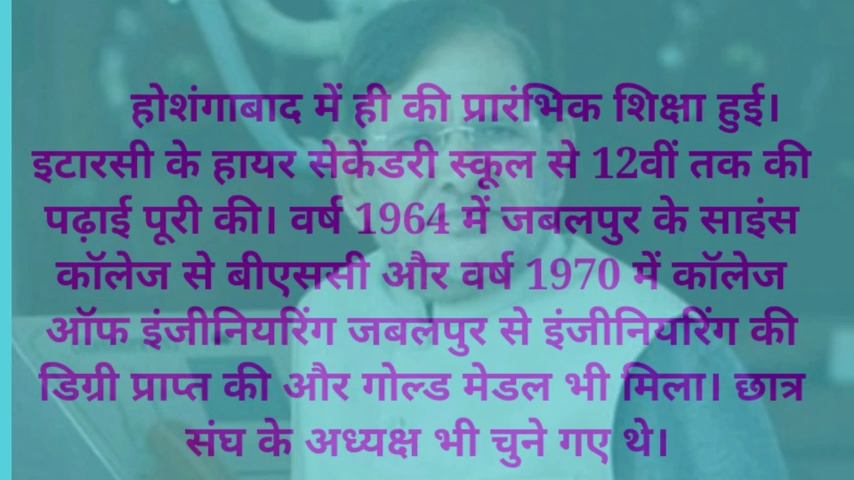 होशंगाबाद में ही की प्रारंभिक शिक्षा हुई।
इटारसी के हायर सेकेंडरी स्कूल से 12वीं तक की
पढ़ाई पूरी की। वर्ष 1964 में जबलपुर के साइंस
कॉलेज से बीएससी और वर्ष 1970 में कॉलेज
ऑफ इंजीनियरिंग जबलपुर से इंजीनियरिंग की
डिग्री प्राप्त की और गोल्ड मेडल भी मिला। छात्र
संघ के अध्यक्ष भी चुने गए थे।